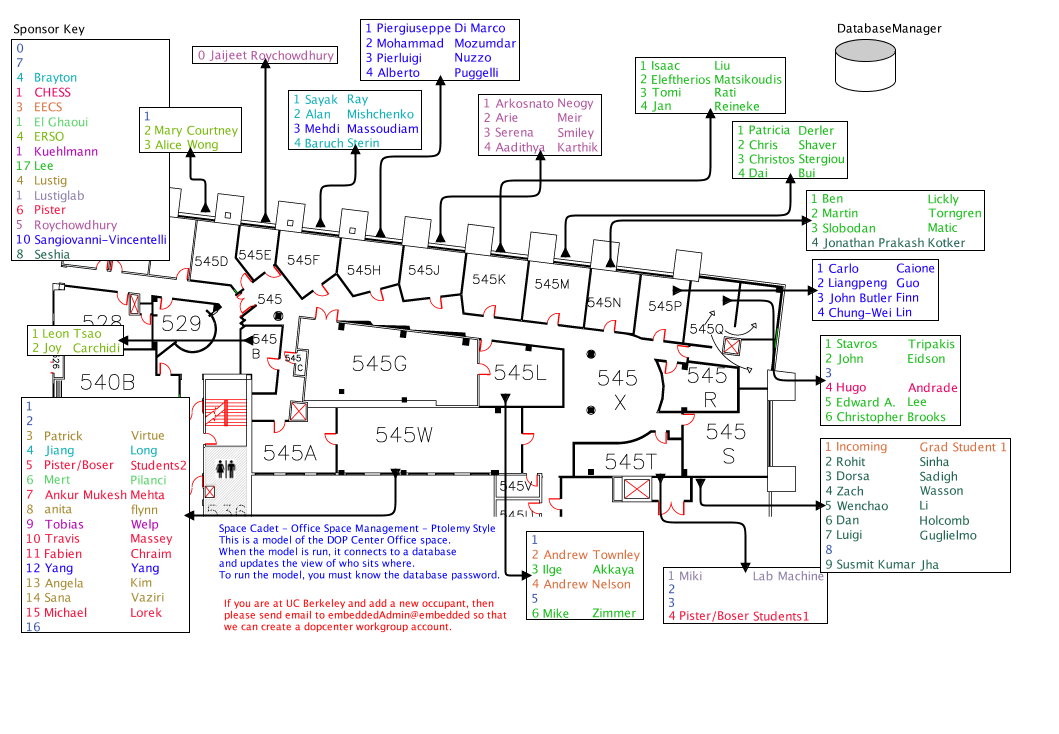 Sponsor Key
0
7
4 Brayton
1 CHESS
3 EECS
1 El Ghaoui
4 ERSO
1 Kuehlmann
17 Lee
4 Lustig
1 Lustiglab
6 Pister
5 Roychowdhury
10 Sangiovanni-Vincentelli
8 Seshia
0 Jaijeet Roychowdhury
1 Piergiuseppe Di Marco
2 Mohammad Mozumdar
3 Pierluigi Nuzzo
4 Alberto Puggelli
DatabaseManager
1 Isaac Liu
2 Eleftherios Matsikoudis
3 Tomi Rati
4 Jan Reineke
1
2 Mary Courtney
3 Alice Wong
1 Sayak Ray
2 Alan Mishchenko
3 Mehdi Massoudiam
4 Baruch Sterin
1 Arkosnato Neogy
2 Arie Meir
3 Serena Smiley
4 Aadithya Karthik
1 Patricia Derler
2 Chris Shaver
3 Christos Stergiou
4 Dai Bui
1 Ben Lickly
2 Martin Torngren
3 Slobodan Matic
4 Jonathan Prakash Kotker
1 Carlo Caione
2 Liangpeng Guo
3 John Butler Finn
4 Chung-Wei Lin
545D
545E
545F
545H
545J
545K
545M
545N
545P
545Q
545
528
529
545
B
545
C
545G
545L
545
X
545
R
545
S
540B
545A
545W
545T
545V
545U
536
1 Leon Tsao
2 Joy Carchidi
1 Stavros Tripakis
2 John Eidson
3
4 Hugo Andrade
5 Edward A. Lee
6 Christopher Brooks
1
2
3 Patrick Virtue
4 Jiang Long
5 Pister/Boser Students2
6 Mert Pilanci
7 Ankur Mukesh Mehta
8 anita flynn
9 Tobias Welp
10 Travis Massey
11 Fabien Chraim
12 Yang Yang
13 Angela Kim
14 Sana Vaziri
15 Michael Lorek
16
1 Incoming Grad Student 1
2 Rohit Sinha
3 Dorsa Sadigh
4 Zach Wasson
5 Wenchao Li
6 Dan Holcomb
7 Luigi Guglielmo
8
9 Susmit Kumar Jha
Space Cadet - Office Space Management - Ptolemy Style
This is a model of the DOP Center Office space.
When the model is run, it connects to a database
and updates the view of who sits where.
To run the model, you must know the database password.
If you are at UC Berkeley and add a new occupant, then
please send email to embeddedAdmin@embedded so that
we can create a dopcenter workgroup account.
1
2 Andrew Townley
3 Ilge Akkaya
4 Andrew Nelson
5
6 Mike Zimmer
1 Miki Lab Machine
2
3
4 Pister/Boser Students1